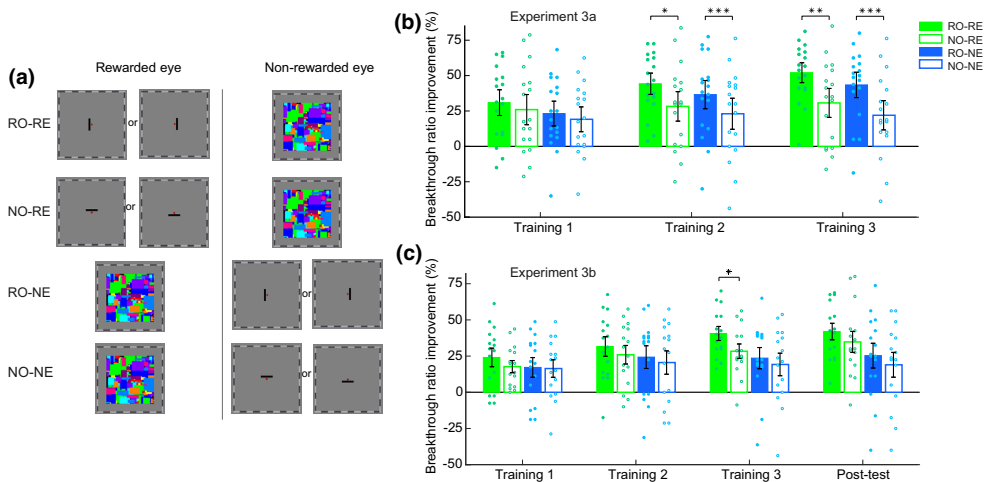 (a)
Rewarded eye
Non-rewarded eye
RO-RE
or
NO-RE
or
RO-NE
or
NO-NE
or
(b)
Experiment 3a
Breakthrough ratio improvement (%)
75
50
25
0
-25
-50
* *** ** ***
Training 1 Training 2 Training 3
RO-RE
NO-RE
RO-NE
NO-NE
(c)
Experiment 3b
Breakthrough ratio improvement (%)
75
50
25
0
-25
-50
*
Training 1 Training 2 Training 3 Post-test